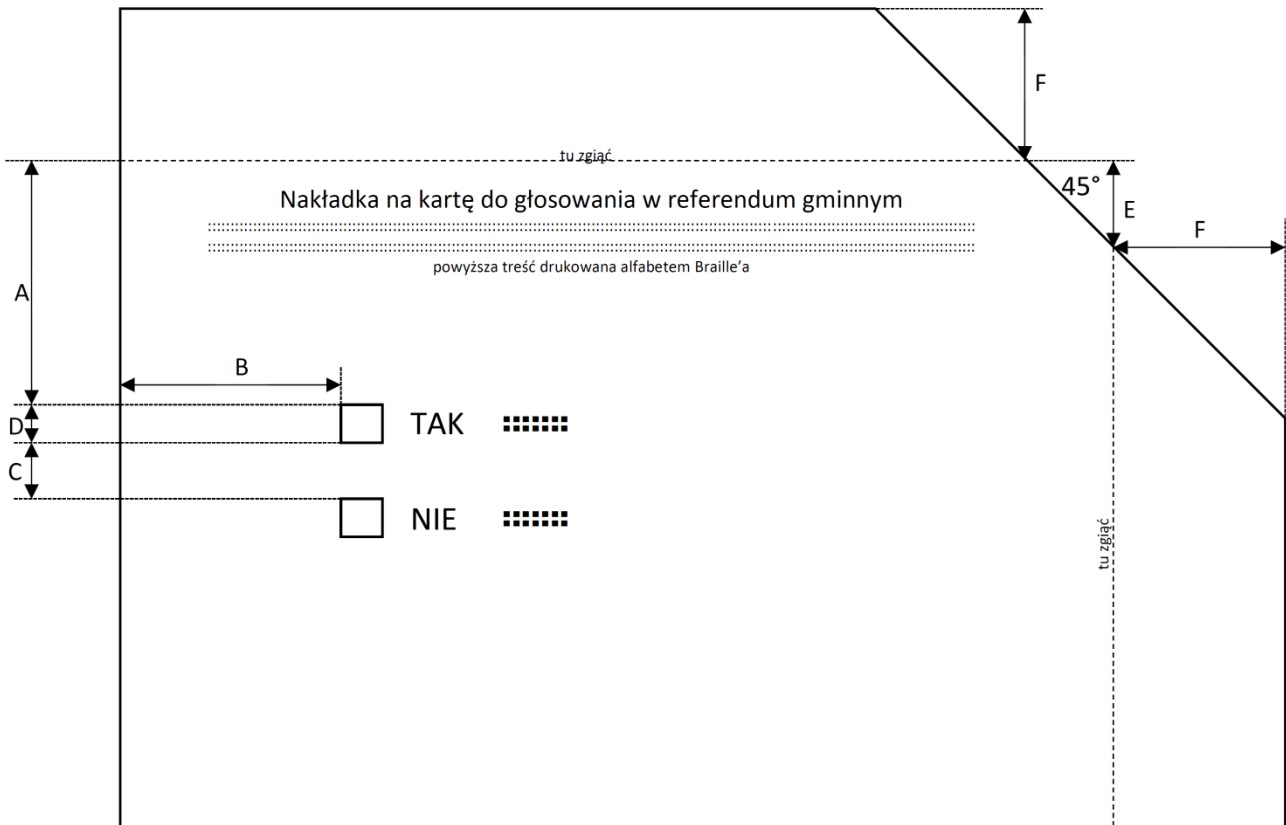 F
tu zgiąć
45°
E
Nakładka na kartę do głosowania w referendum gminnym
F
powyższa treść drukowana alfabetem Braille’a
A
B
D
TAK
C
NIE
tu zgiąć